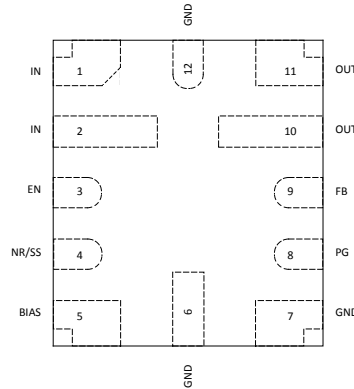 GND
IN 1 12 11 OUT
IN 2 10 OUT
EN 3 9 FB
NR/SS 4 8 PG
BIAS 5 6 7 GND
GND